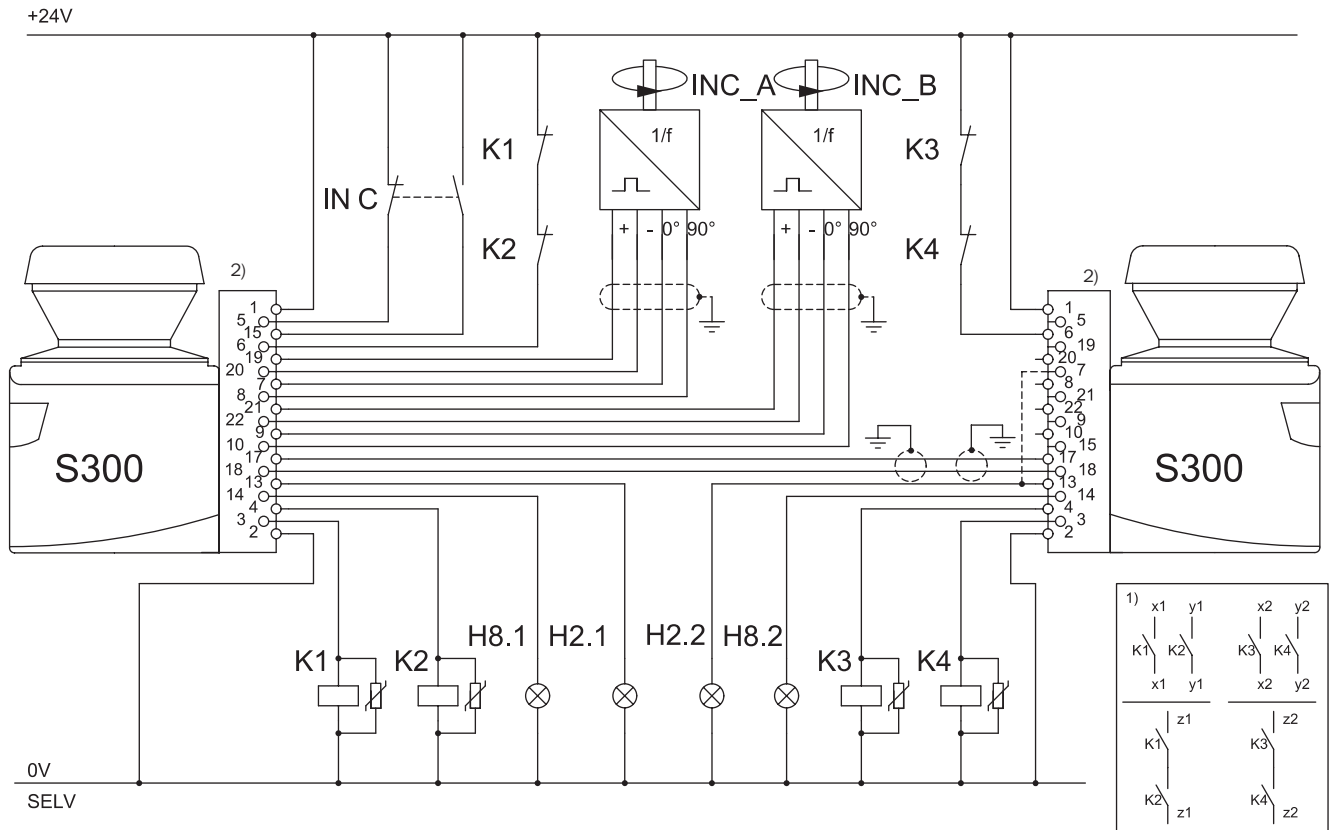 +24V
INC_A
INC_B
1/f
1/f
K1
K3
IN C
K2
K4
+ - 0° 90°
+ - 0° 90°
2)
2)
1
5
15
6
19
20
7
8
21
22
9
10
17
18
13
14
4
3
2
1
5
6
19
20
7
8
21
22
9
10
15
17
18
13
14
4
3
2
S300
S300
K1
K2
H8.1
H2.1
H2.2
H8.2
K3
K4
0V
SELV
1)
x1 y1 x2 y2
K1 K2 K3 K4
x1 y1 x2 y2
z1 z2
K1 K3
K2 K4
z1 z2